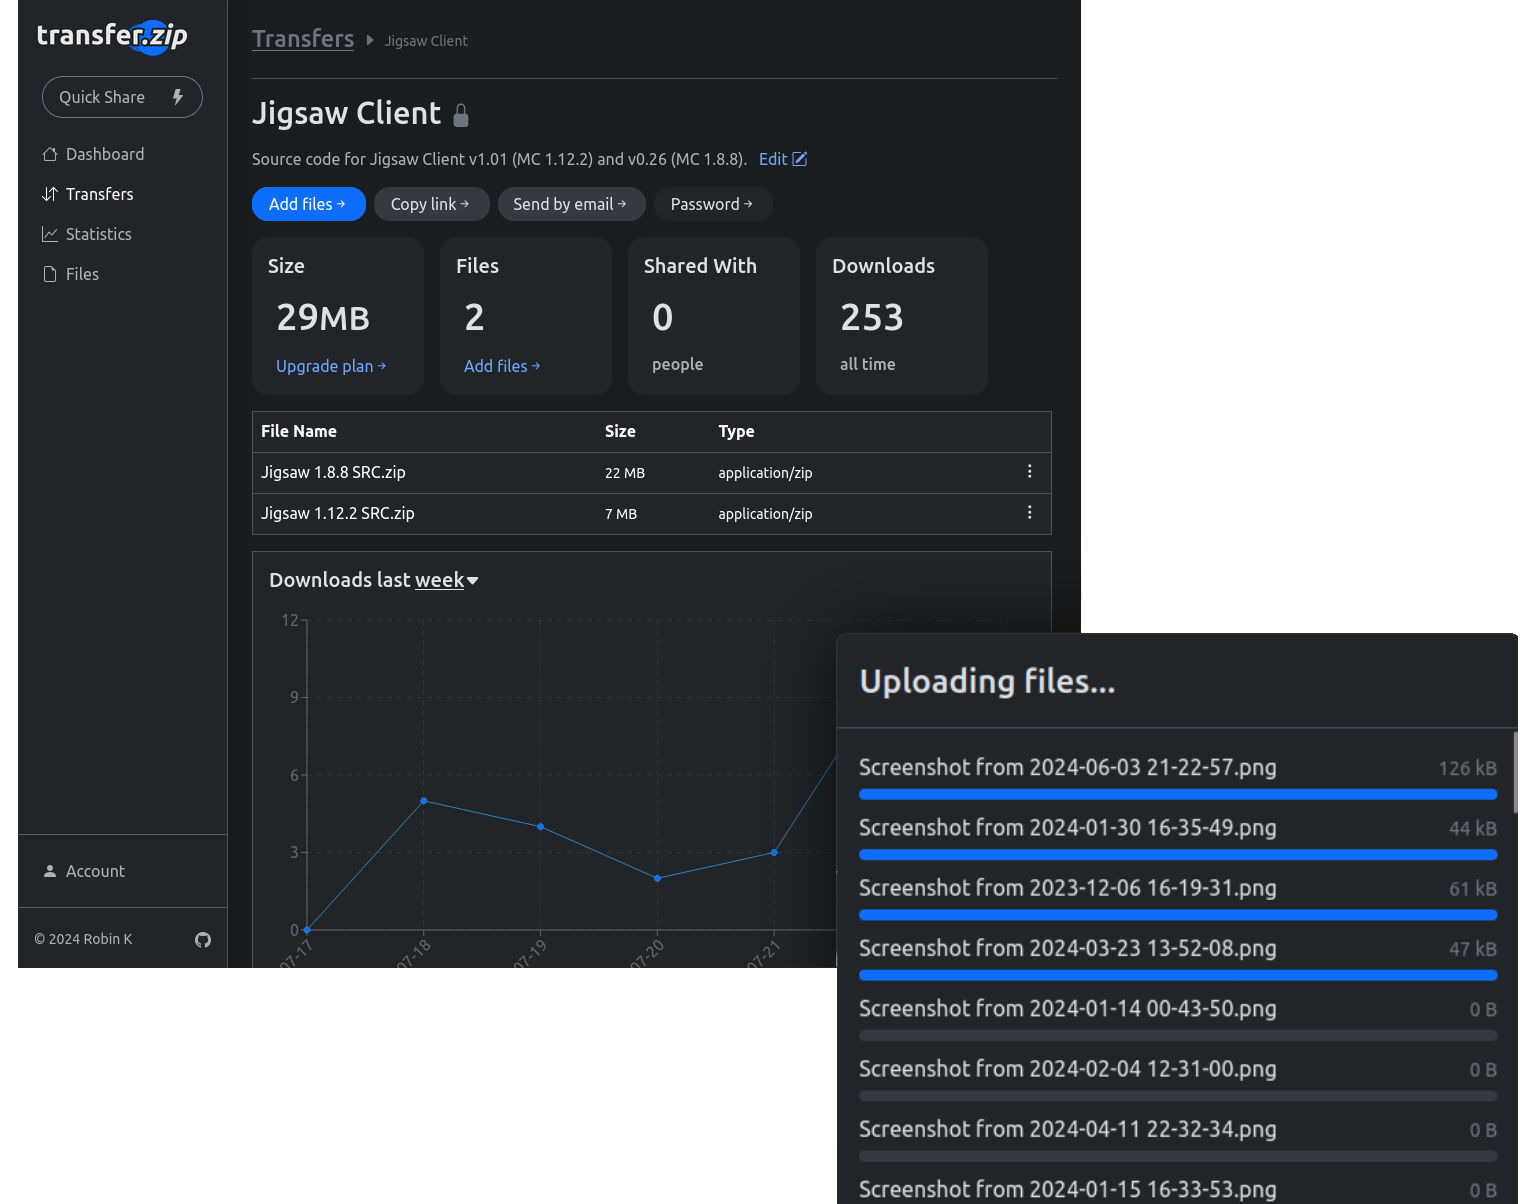 transfer.zip
Quick Share
Dashboard
Transfers
Statistics
Files
Account
© 2024 Robin K
Transfers Jigsaw Client
Jigsaw Client
Source code for Jigsaw Client v1.01 (MC 1.12.2) and v0.26 (MC 1.8.8). Edit
Add files → Copy link → Send by email → Password →
Size Files Shared With Downloads
29MB 2 0 253
Upgrade plan → Add files → people all time
File Name Size Type
Jigsaw 1.8.8 SRC.zip 22 MB application/zip
Jigsaw 1.12.2 SRC.zip 7 MB application/zip
Downloads last week
12
9
6
3
0
07-17 07-18 07-19 07-20 07-21
Uploading files...
Screenshot from 2024-06-03 21-22-57.png 126 kB
Screenshot from 2024-01-30 16-35-49.png 44 kB
Screenshot from 2023-12-06 16-19-31.png 61 kB
Screenshot from 2024-03-23 13-52-08.png 47 kB
Screenshot from 2024-01-14 00-43-50.png 0 B
Screenshot from 2024-02-04 12-31-00.png 0 B
Screenshot from 2024-04-11 22-32-34.png 0 B
Screenshot from 2024-01-15 16-33-53.png 0 B